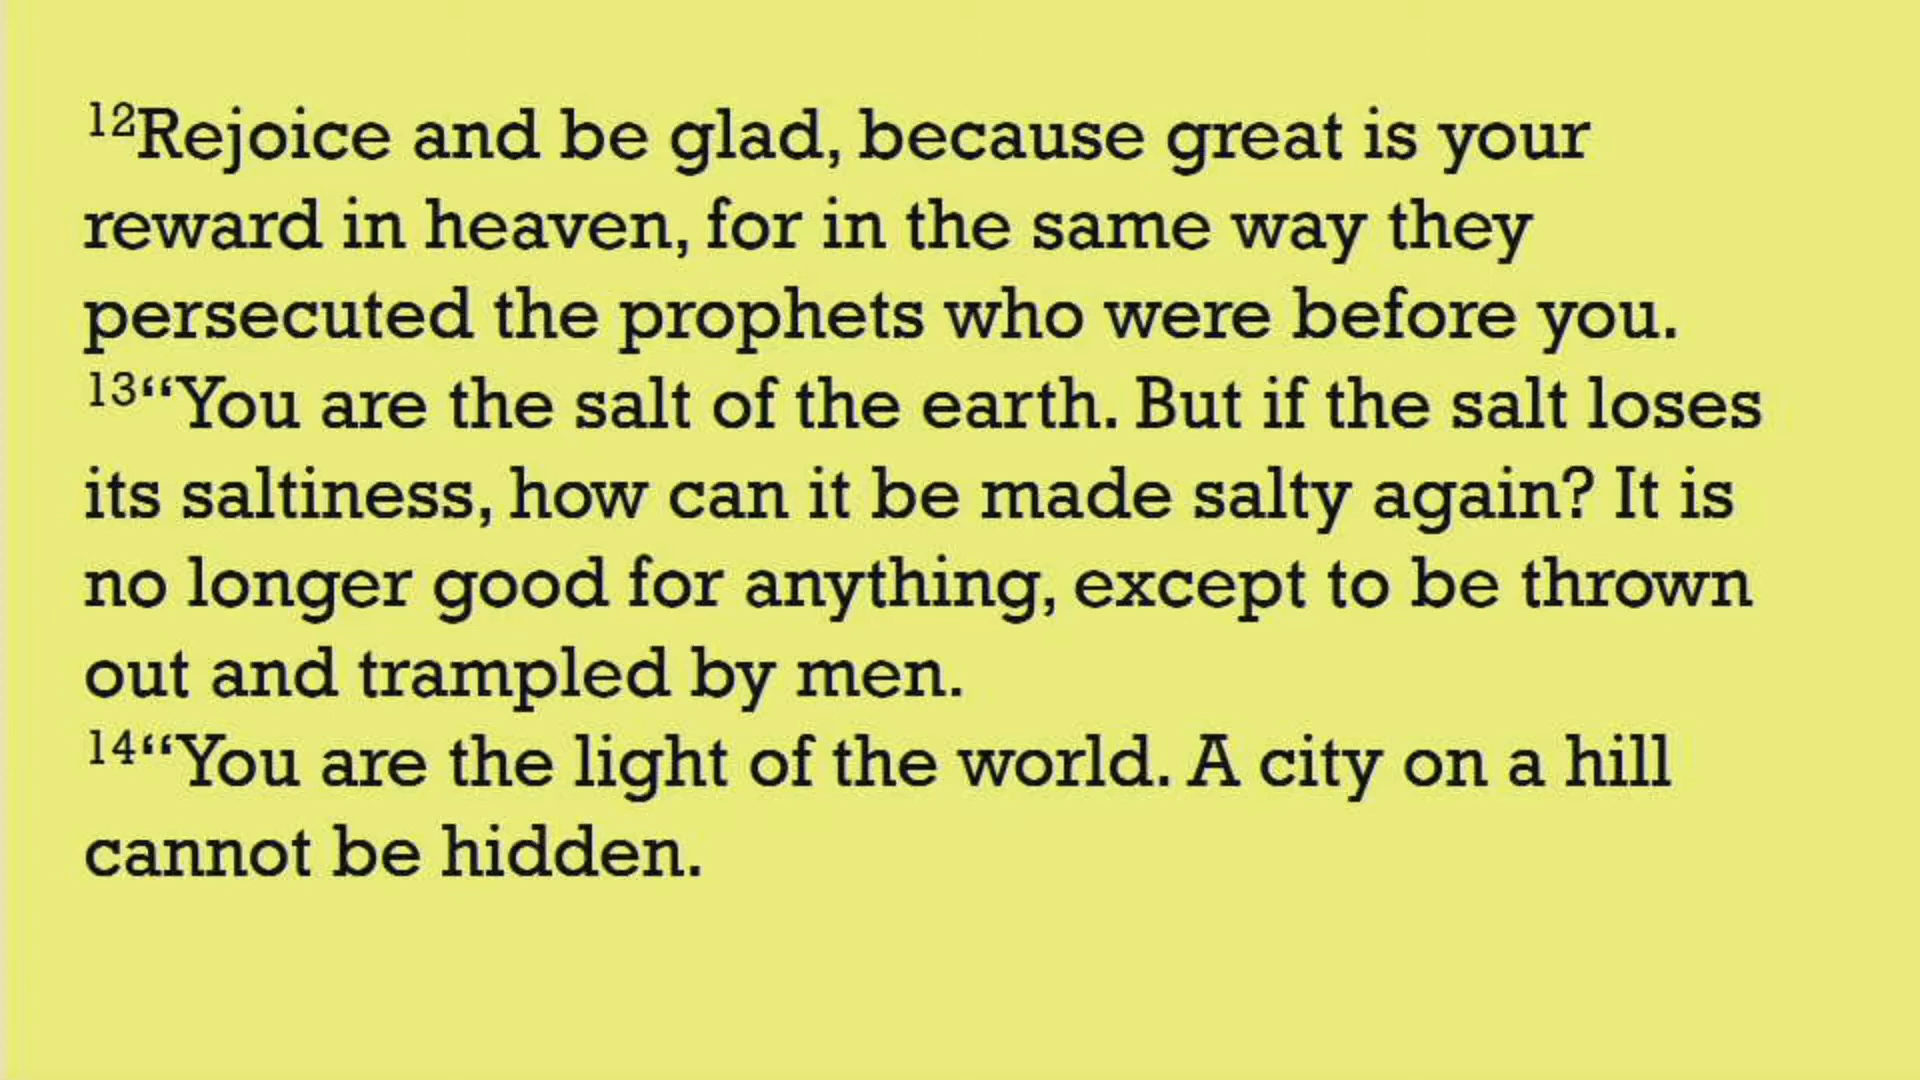 12Rejoice and be glad, because great is your
reward in heaven, for in the same way they
persecuted the prophets who were before you.
13“You are the salt of the earth. But if the salt loses
its saltiness, how can it be made salty again? It is
no longer good for anything, except to be thrown
out and trampled by men.
14“You are the light of the world. A city on a hill
cannot be hidden.